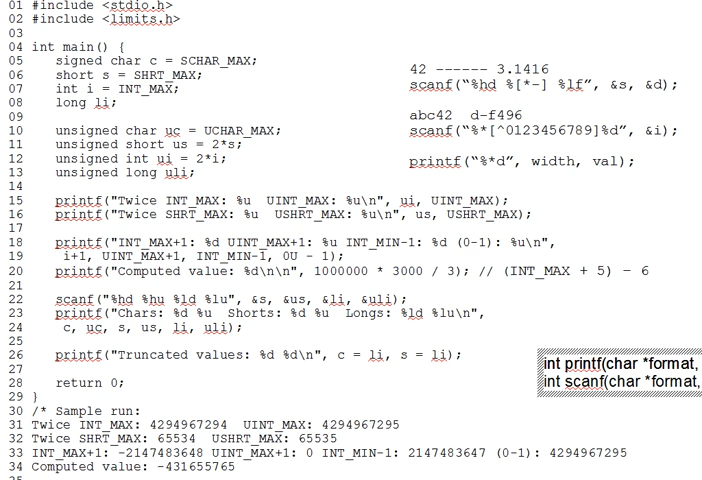 01 #include <stdio.h>
02 #include <limits.h>
03
04 int main() {
05    signed char c = SCHAR_MAX;
06    short s = SHRT_MAX;
07    int i = INT_MAX;
08    long li;
09
10    unsigned char uc = UCHAR_MAX;
11    unsigned short us = 2*s;
12    unsigned int ui = 2*i;
13    unsigned long uli;
14
15    printf("Twice INT_MAX: %u  UINT_MAX: %u\n", ui, UINT_MAX);
16    printf("Twice SHRT_MAX: %u  USHRT_MAX: %u\n", us, USHRT_MAX);
17
18    printf("INT_MAX+1: %d UINT_MAX+1: %u INT_MIN-1: %d (0-1): %u\n",
19     i+1, UINT_MAX+1, INT_MIN-1, 0U - 1);
20    printf("Computed value: %d\n\n", 1000000 * 3000 / 3); // (INT_MAX + 5) – 6
21
22    scanf("%hd %hu %ld %lu", &s, &us, &li, &uli);
23    printf("Chars: %d %u  Shorts: %d %u  Longs: %ld %lu\n",
24     c, uc, s, us, li, uli);
25
26    printf("Truncated values: %d %d\n", c = li, s = li);
27
28    return 0;
29 }
30 /* Sample run:
31 Twice INT_MAX: 4294967294  UINT_MAX: 4294967295
32 Twice SHRT_MAX: 65534  USHRT_MAX: 65535
33 INT_MAX+1: -2147483648 UINT_MAX+1: 0 INT_MIN-1: 2147483647 (0-1): 4294967295
34 Computed value: -431655765
42 ------ 3.1416
scanf(“%hd %[*-] %lf”, &s, &d);
abc42  d-f496
scanf(“%*[^0123456789]%d”, &i);
printf(“%*d”, width, val);
int printf(char *format,
int scanf(char *format,